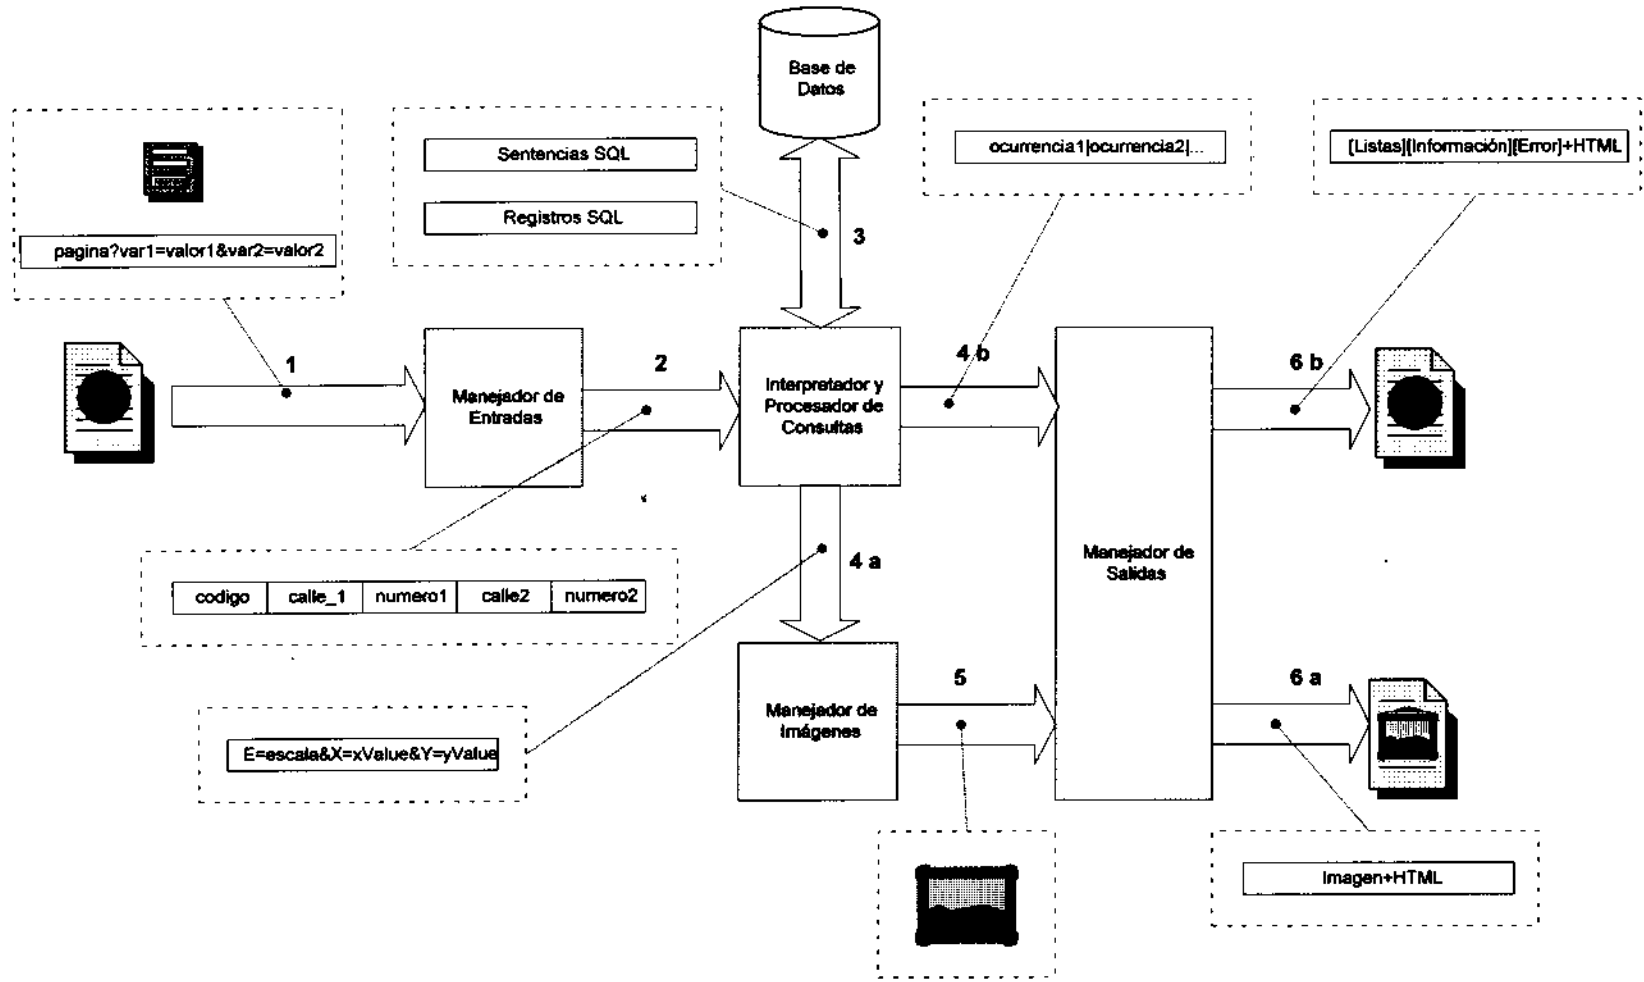 Base de
Datos
Sentencias SQL
Registros SQL
ocurrencia1|ocurrencia2|...
[Listas][Información][Error]+HTML
pagina?var1=valor1&var2=valor2
3
1
2
4 b
6 b
Manejador de
Entradas
Interpretador y
Procesador de
Consultas
4 a
Manejador de
Salidas
codigo
calle_1
numero1
calle2
numero2
5
6 a
Manejador de
Imágenes
E=escala&X=xValue&Y=yValue
Imagen+HTML